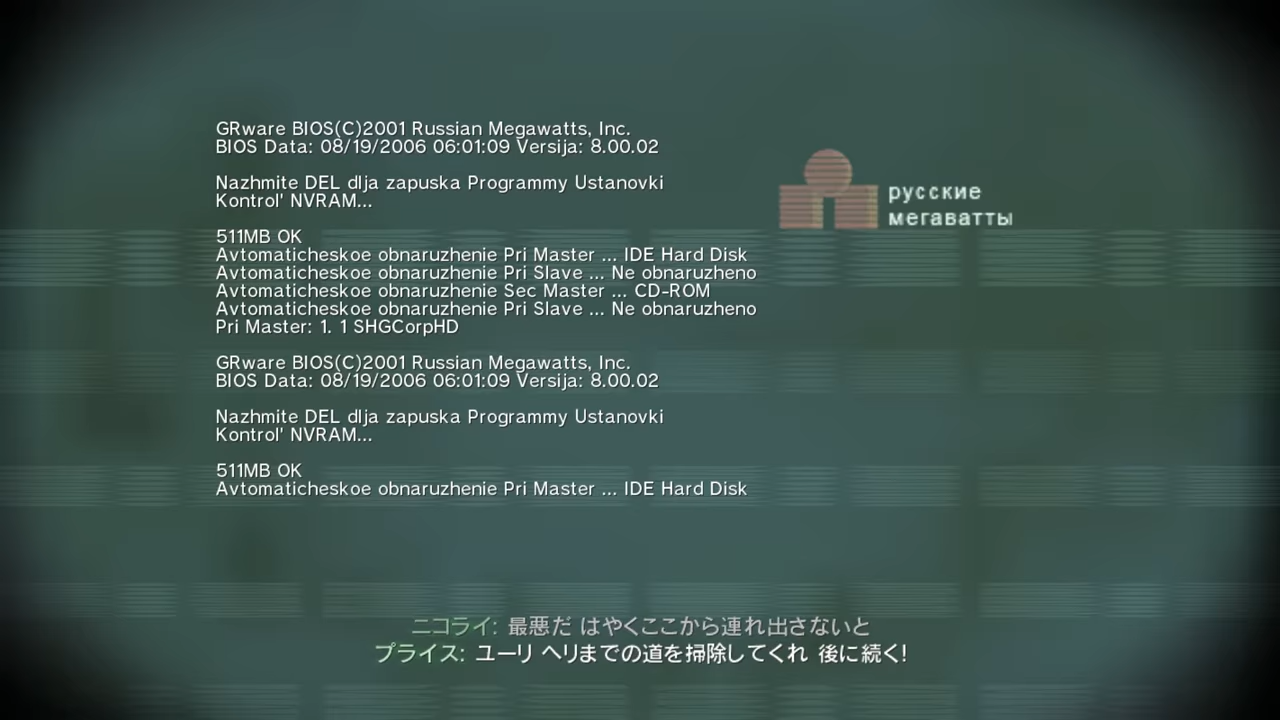 GRware BIOS(C)2001 Russian Megawatts, Inc.
BIOS Data: 08/19/2006 06:01:09 Versija: 8.00.02
Nazhmite DEL dlja zapuska Programmy Ustanovki
Kontrol' NVRAM...
русские
мегаватты
511MB OK
Avtomaticheskoe obnaruzhenie Pri Master ... IDE Hard Disk
Avtomaticheskoe obnaruzhenie Pri Slave ... Ne obnaruzheno
Avtomaticheskoe obnaruzhenie Sec Master ... CD-ROM
Avtomaticheskoe obnaruzhenie Pri Slave ... Ne obnaruzheno
Pri Master: 1. 1 SHGCorpHD
GRware BIOS(C)2001 Russian Megawatts, Inc.
BIOS Data: 08/19/2006 06:01:09 Versija: 8.00.02
Nazhmite DEL dlja zapuska Programmy Ustanovki
Kontrol' NVRAM...
511MB OK
Avtomaticheskoe obnaruzhenie Pri Master ... IDE Hard Disk
ニコライ: 最悪だ はやくここから連れ出さないと
プライス: ユーリ ヘリまでの道を掃除してくれ 後に続く!